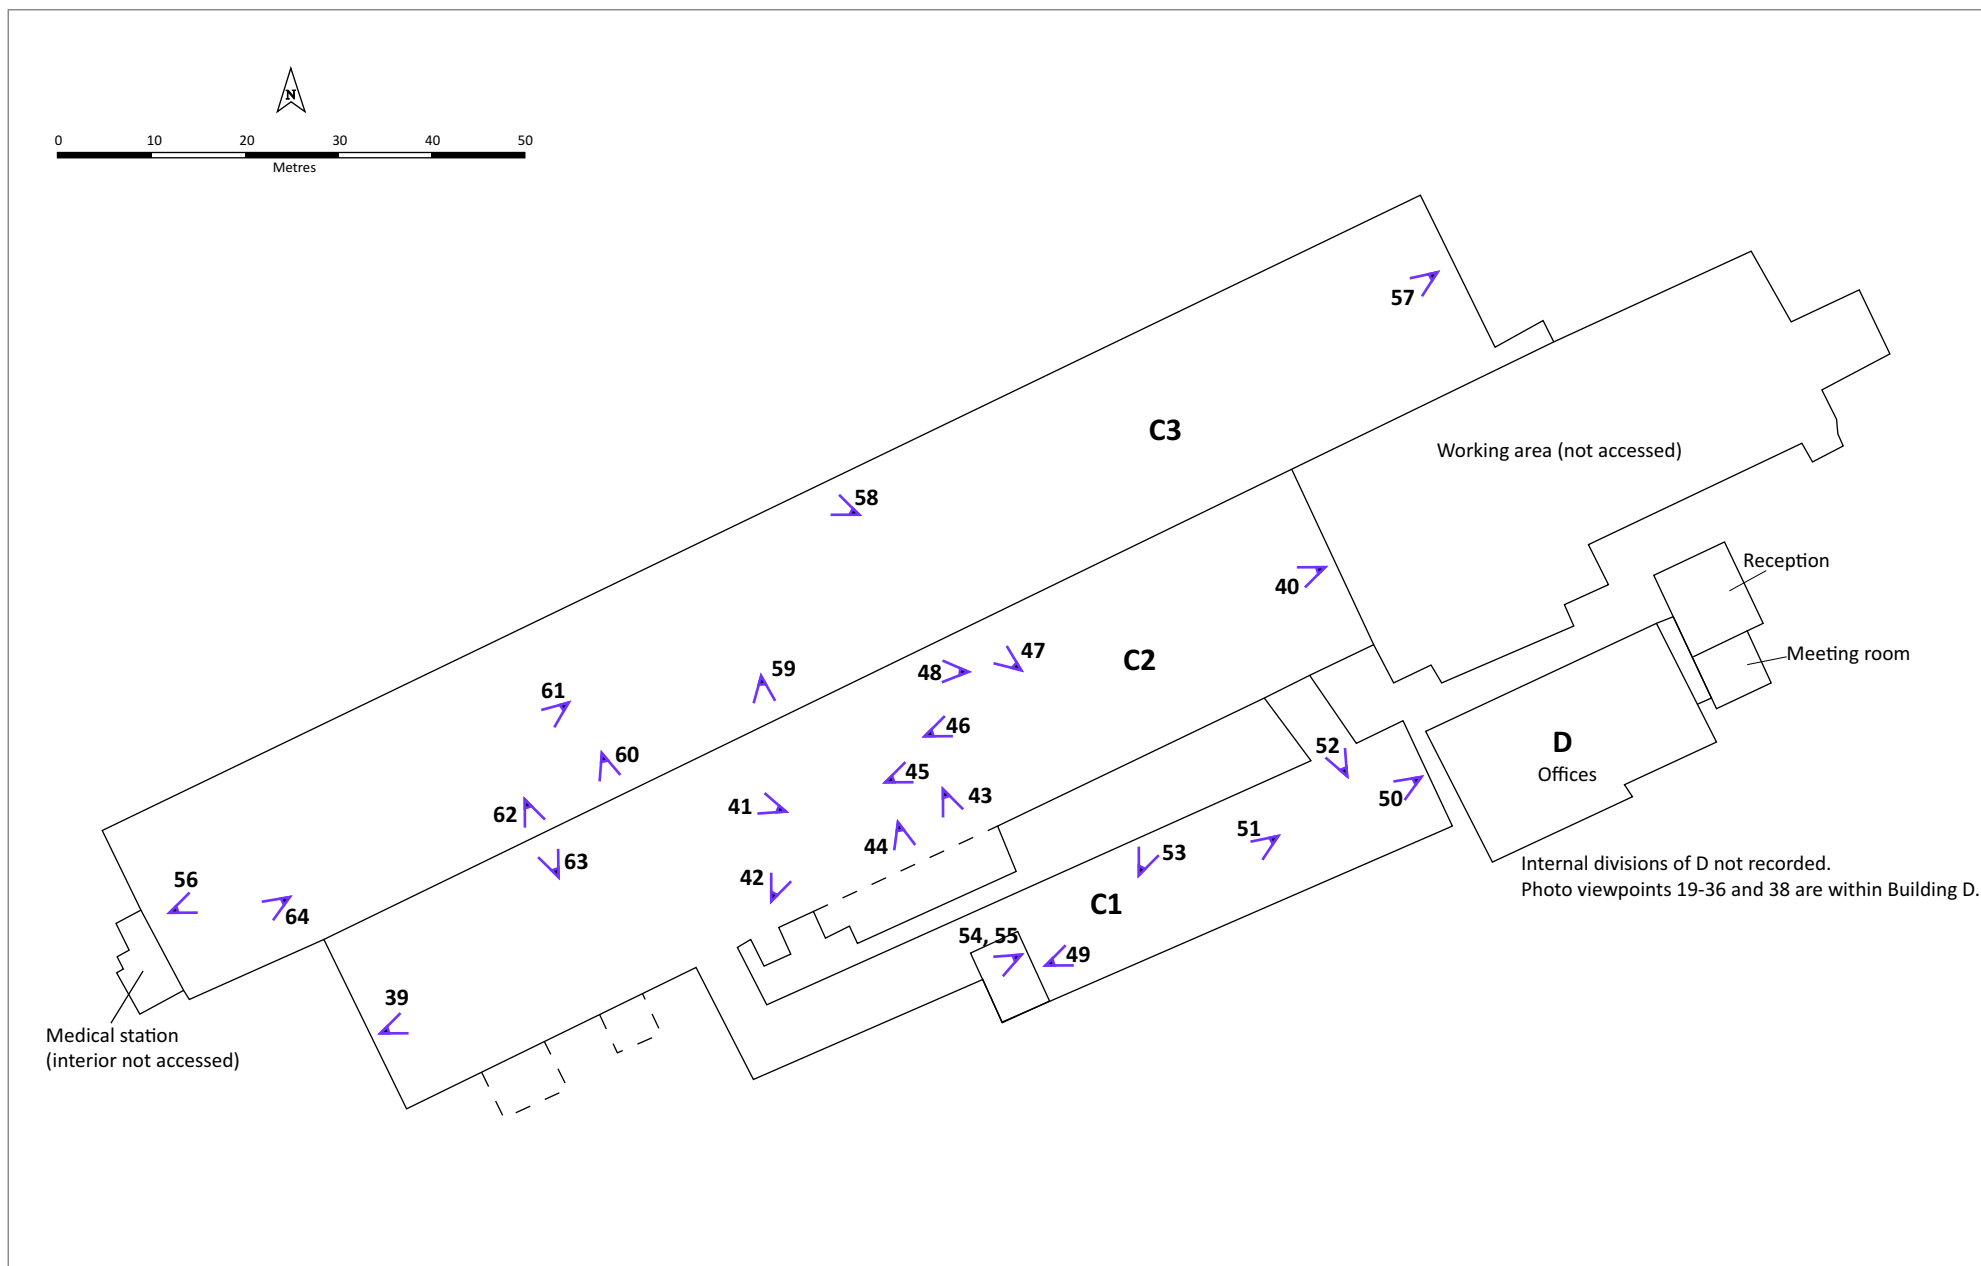 N
0 10 20 30 40 50
Metres
57
C3
Working area (not accessed)
58
Reception
40
47
48
C2
Meeting room
59
61
46
52
D
60
45
Offices
50
41
43
62
51
44
53
63
Internal divisions of D not recorded.
56
42
Photo viewpoints 19-36 and 38 are within Building D.
C1
64
54, 55
49
39
Medical station
(interior not accessed)